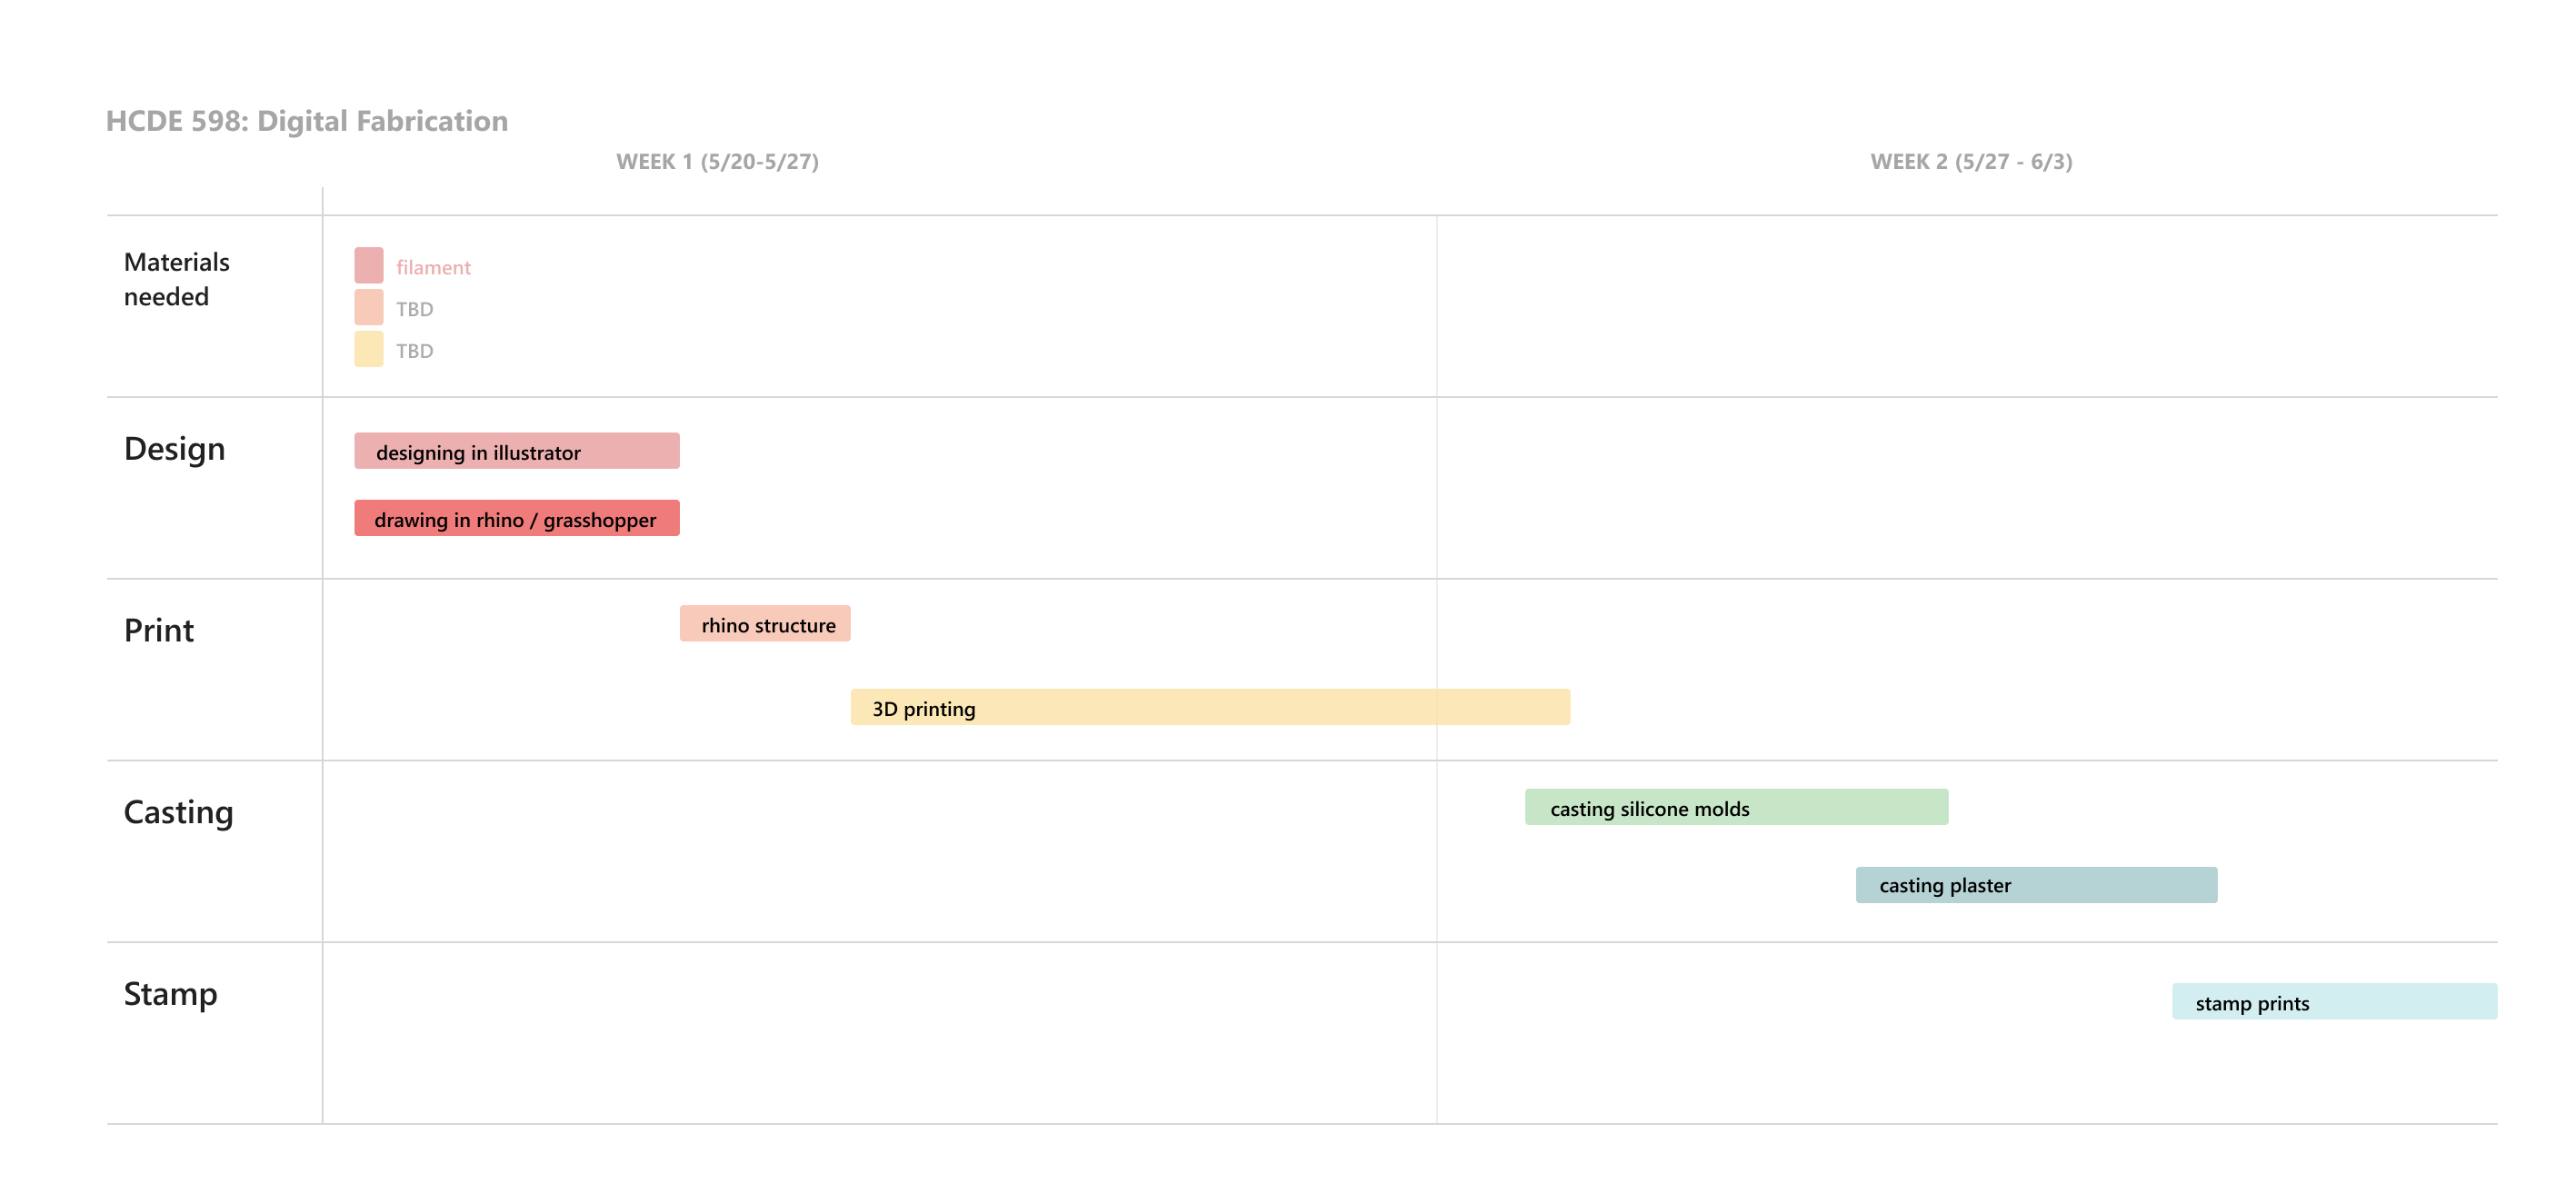 HCDE 598: Digital Fabrication
WEEK 1 (5/20-5/27)
WEEK 2 (5/27 - 6/3)
Materials
needed
filament
TBD
TBD
Design
designing in illustrator
drawing in rhino / grasshopper
Print
rhino structure
3D printing
Casting
casting silicone molds
casting plaster
Stamp
stamp prints